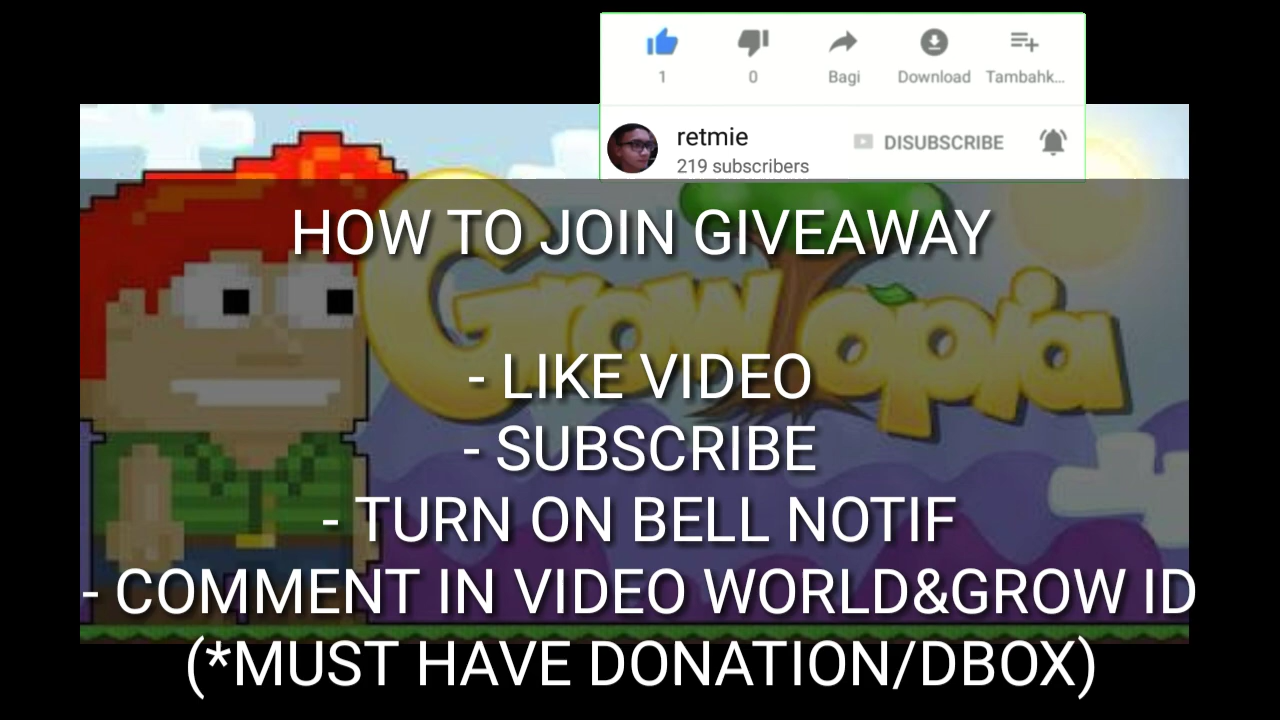 1
0
Bagi
Download
Tambahk...
retmie
DISUBSCRIBE
219 subscribers
HOW TO JOIN GIVEAWAY
Growtopia
- LIKE VIDEO
- SUBSCRIBE
- TURN ON BELL NOTIF
- COMMENT IN VIDEO WORLD&GROW ID
(*MUST HAVE DONATION/DBOX)